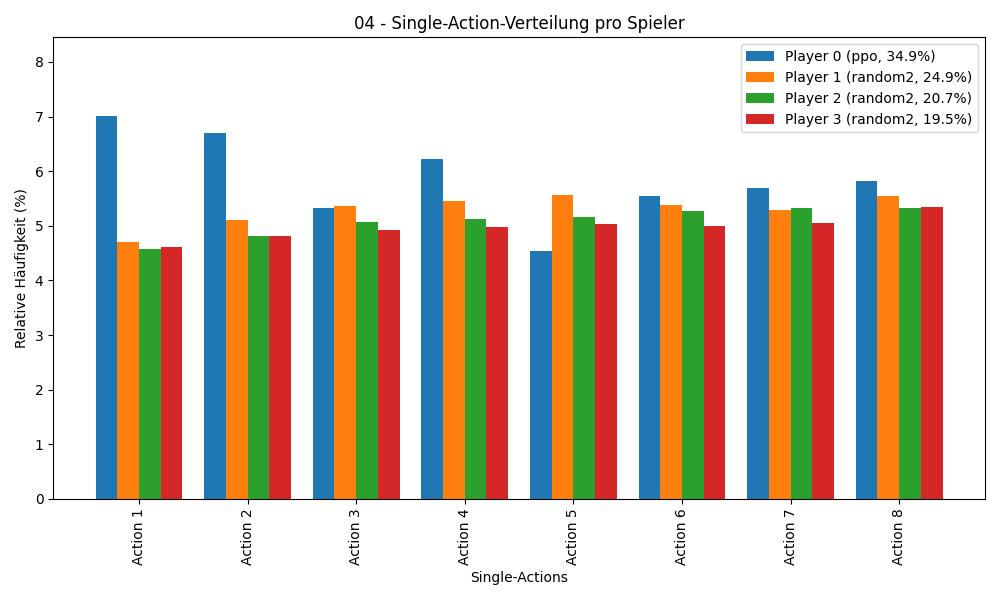 04 - Single-Action-Verteilung pro Spieler
Player 0 (ppo, 34.9%)
Player 1 (random2, 24.9%)
Player 2 (random2, 20.7%)
Player 3 (random2, 19.5%)
Relative Häufigkeit (%)
8
7
6
5
4
3
2
1
0
Action 1
Action 2
Action 3
Action 4
Action 5
Action 6
Action 7
Action 8
Single-Actions